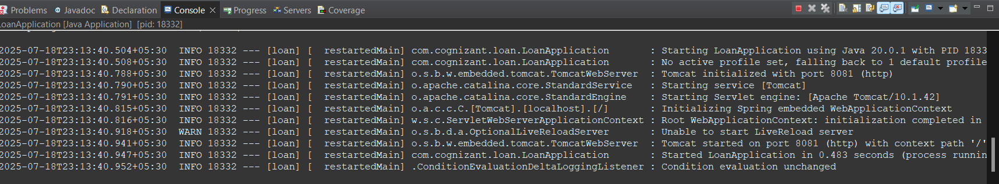 Problems @ Javadoc Declaration Console × Progress Servers Coverage
LoanApplication [Java Application] [pid: 18332]
2025-07-18T23:13:40.504+05:30  INFO 18332 --- [loan] [  restartedMain] com.cognizant.loan.LoanApplication       : Starting LoanApplication using Java 20.0.1 with PID 1833
2025-07-18T23:13:40.508+05:30  INFO 18332 --- [loan] [  restartedMain] com.cognizant.loan.LoanApplication       : No active profile set, falling back to 1 default profile
2025-07-18T23:13:40.788+05:30  INFO 18332 --- [loan] [  restartedMain] o.s.b.w.embedded.tomcat.TomcatWebServer  : Tomcat initialized with port 8081 (http)
2025-07-18T23:13:40.790+05:30  INFO 18332 --- [loan] [  restartedMain] o.apache.catalina.core.StandardService   : Starting service [Tomcat]
2025-07-18T23:13:40.791+05:30  INFO 18332 --- [loan] [  restartedMain] o.apache.catalina.core.StandardEngine    : Starting Servlet engine: [Apache Tomcat/10.1.42]
2025-07-18T23:13:40.815+05:30  INFO 18332 --- [loan] [  restartedMain] o.a.c.c.C.[Tomcat].[localhost].[/]       : Initializing Spring embedded WebApplicationContext
2025-07-18T23:13:40.816+05:30  INFO 18332 --- [loan] [  restartedMain] w.s.c.ServletWebServerApplicationContext : Root WebApplicationContext: initialization completed in
2025-07-18T23:13:40.918+05:30  WARN 18332 --- [loan] [  restartedMain] o.s.b.d.a.OptionalLiveReloadServer       : Unable to start LiveReload server
2025-07-18T23:13:40.941+05:30  INFO 18332 --- [loan] [  restartedMain] o.s.b.w.embedded.tomcat.TomcatWebServer  : Tomcat started on port 8081 (http) with context path '/'
2025-07-18T23:13:40.947+05:30  INFO 18332 --- [loan] [  restartedMain] com.cognizant.loan.LoanApplication       : Started LoanApplication in 0.483 seconds (process runnin
2025-07-18T23:13:40.952+05:30  INFO 18332 --- [loan] [  restartedMain] .ConditionEvaluationDeltaLoggingListener : Condition evaluation unchanged